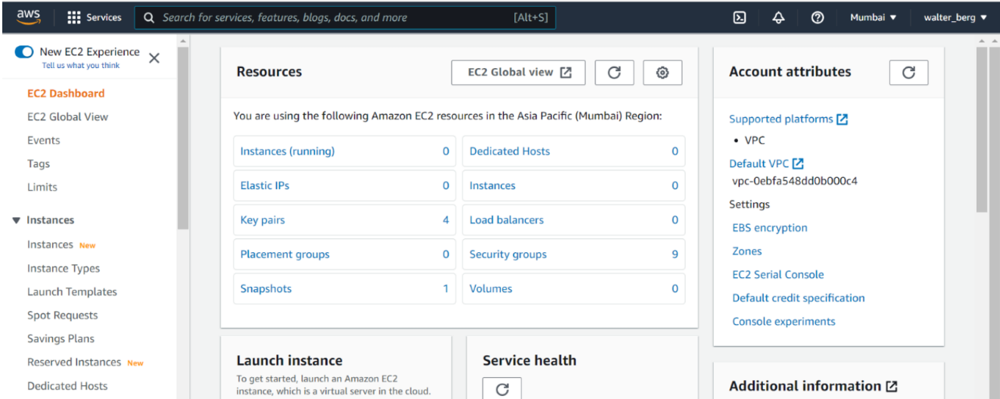 aws Services Search for services, features, blogs, docs, and more [Alt+S] Mumbai ▼ walter_berg ▼
New EC2 Experience
Tell us what you think
EC2 Dashboard
EC2 Global View
Events
Tags
Limits
▼ Instances
Instances New
Instance Types
Launch Templates
Spot Requests
Savings Plans
Reserved Instances New
Dedicated Hosts
Resources
EC2 Global view
You are using the following Amazon EC2 resources in the Asia Pacific (Mumbai) Region:
Instances (running) 0 Dedicated Hosts 0
Elastic IPs 0 Instances 0
Key pairs 4 Load balancers 0
Placement groups 0 Security groups 9
Snapshots 1 Volumes 0
Launch instance
To get started, launch an Amazon EC2
instance, which is a virtual server in the cloud.
Service health
Account attributes
Supported platforms
• VPC
Default VPC
vpc-0ebfa548dd0b000c4
Settings
EBS encryption
Zones
EC2 Serial Console
Default credit specification
Console experiments
Additional information